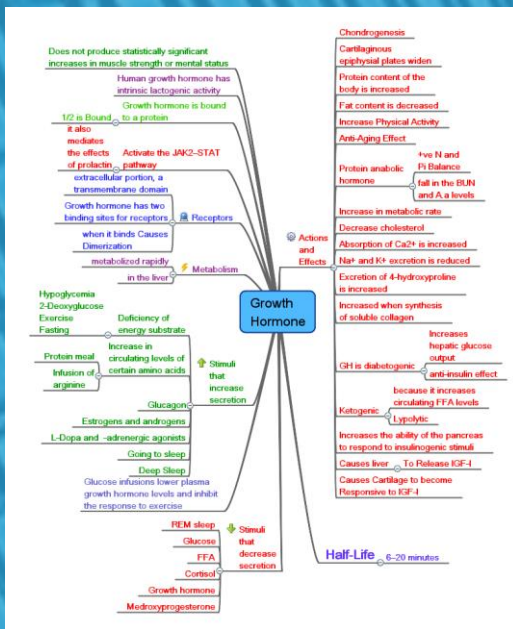 Does not produce statistically significant
increases in muscle strength or mental status
Human growth hormone has
intrinsic lactogenic activity
Growth hormone is bound
to a protein
1/2 is Bound
it also
mediates
the effects
of prolactin
Activate the JAK2–STAT
pathway
extracellular portion, a
transmembrane domain
Growth hormone has two
binding sites for receptors
when it binds Causes
Dimerization
Receptors
metabolized rapidly
in the liver
Metabolism
Hypoglycemia
2-Deoxyglucose
Exercise
Fasting
Deficiency of
energy substrate
Protein meal
Infusion of
arginine
Increase in
circulating levels of
certain amino acids
Glucagon
Estrogens and androgens
L-Dopa and -adrenergic agonists
Going to sleep
Deep Sleep
Stimuli
that
increase
secretion
Glucose infusions lower plasma
growth hormone levels and inhibit
the response to exercise
REM sleep
Glucose
FFA
Cortisol
Growth hormone
Medroxyprogesterone
Stimuli
that
decrease
secretion
Growth
Hormone
Actions
and
Effects
Chondrogenesis
Cartilaginous
epiphysial plates widen
Protein content of the
body is increased
Fat content is decreased
Increase Physical Activity
Anti-Aging Effect
Protein anabolic
hormone
+ve N and
Pi Balance
fall in the BUN
and A.a levels
Increase in metabolic rate
Decrease cholesterol
Absorption of Ca2+ is increased
Na+ and K+ excretion is reduced
Excretion of 4-hydroxyproline
is increased
Increased when synthesis
of soluble collagen
GH is diabetogenic
Increases
hepatic glucose
output
anti-insulin effect
Ketogenic
because it increases
circulating FFA levels
Lypolytic
Increases the ability of the pancreas
to respond to insulinogenic stimuli
Causes liver
To Release IGF-I
Causes Cartilage to become
Responsive to IGF-I
Half-Life
6–20 minutes